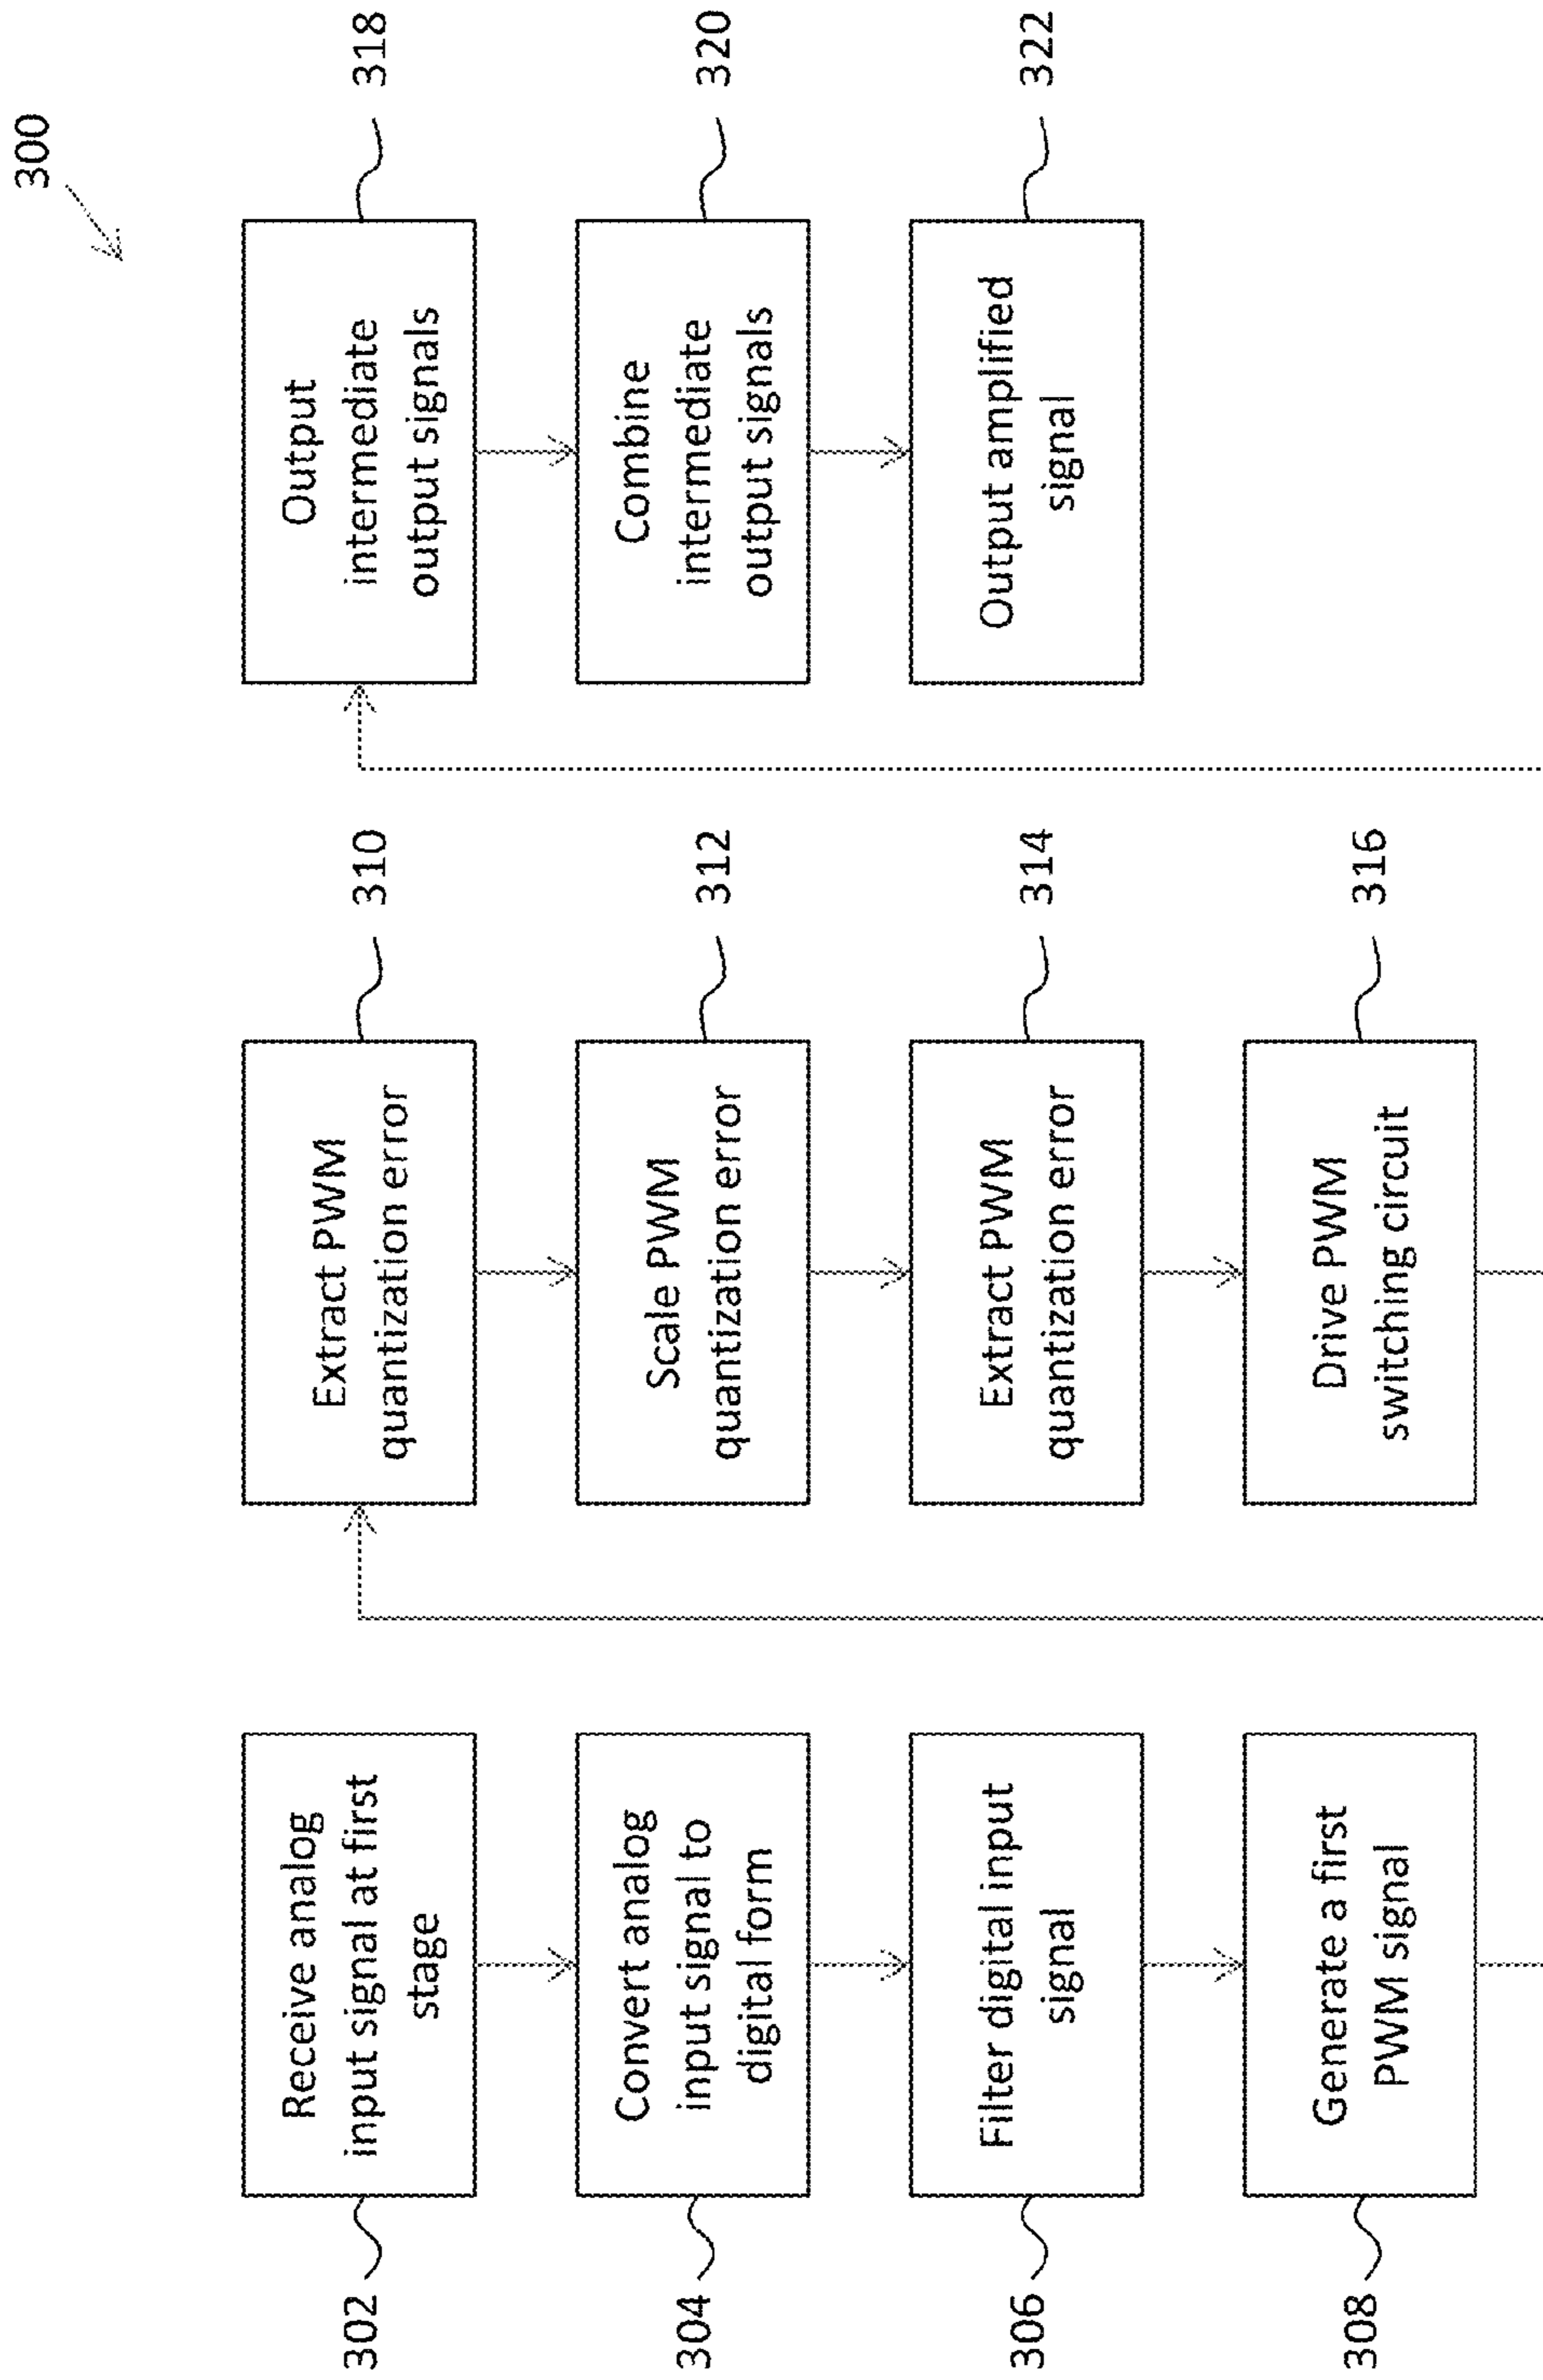 300
302
Receive analog
input signal at first
stage
304
Convert analog
input signal to
digital form
306
Filter digital input
signal
308
Generate a first
PWM signal
310
Extract PWM
quantization error
312
Scale PWM
quantization error
314
Extract PWM
quantization error
316
Drive PWM
switching circuit
318
Output
intermediate
output signals
320
Combine
intermediate
output signals
322
Output amplified
signal